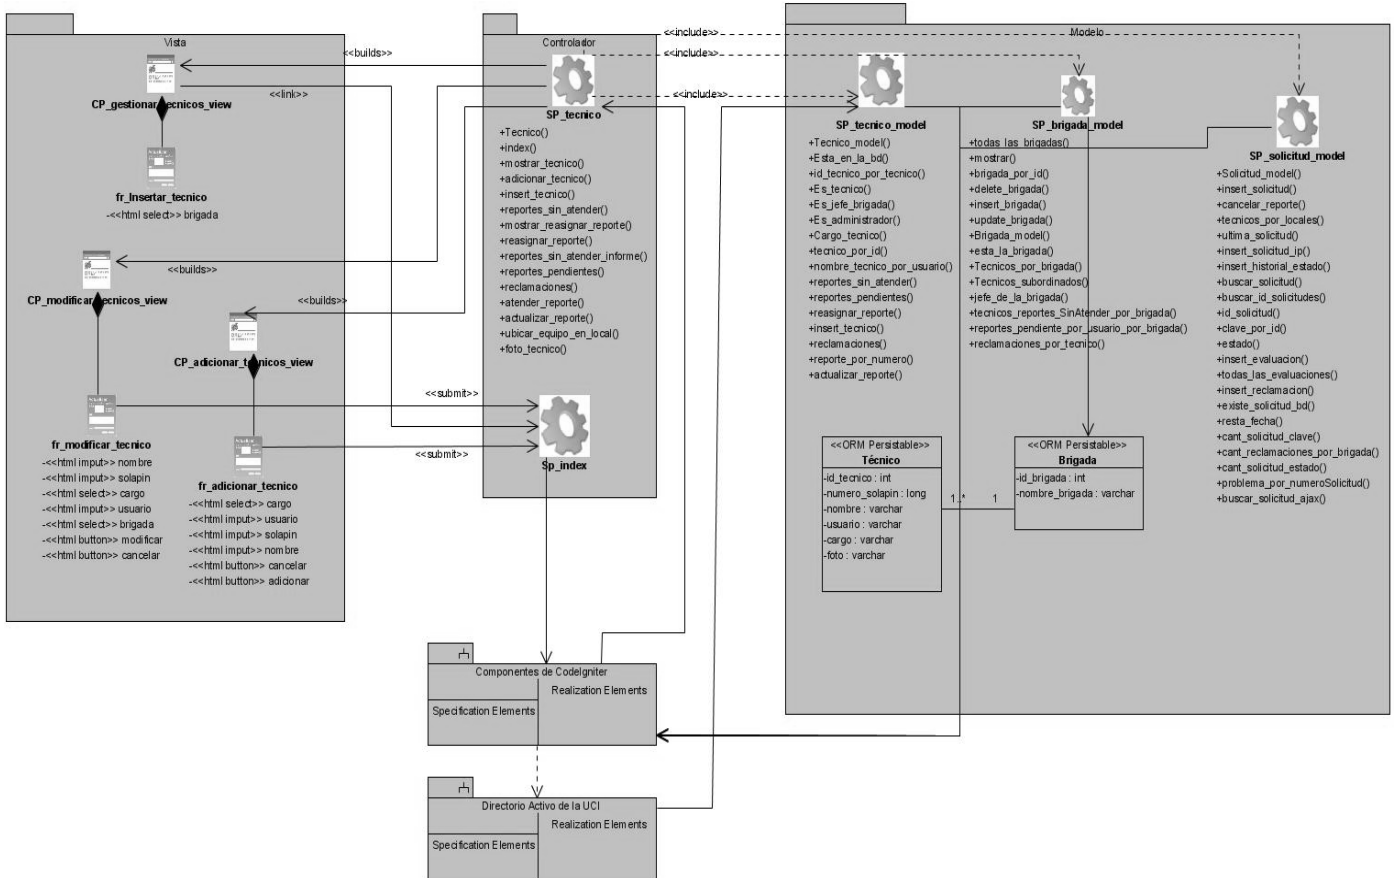 Vista
<<builds>>
<<link>>
CP_gestionar_tecnicos_view
fr_Insertar_tecnico
-<<html select>> brigada
<<builds>>
CP_modificar_tecnicos_view
<<builds>>
CP_adicionar_tecnicos_view
<<submit>>
<<submit>>
fr_modificar_tecnico
-<<html imput>> nombre
-<<html imput>> solapin
-<<html select>> cargo
-<<html imput>> usuario
-<<html select>> brigada
-<<html button>> modificar
-<<html button>> cancelar
fr_adicionar_tecnico
-<<html select>> cargo
-<<html imput>> usuario
-<<html imput>> solapin
-<<html imput>> nombre
-<<html button>> cancelar
-<<html button>> adicionar
Controlador
SP_tecnico
+Tecnico()
+index()
+mostrar_tecnico()
+adicionar_tecnico()
+insert_tecnico()
+reportes_sin_atender()
+mostrar_reasignar_reporte()
+reasignar_reporte()
+reportes_sin_atender_informe()
+reportes_pendientes()
+reclamaciones()
+atender_reporte()
+actualizar_reporte()
+ubicar_equipo_en_local()
+foto_tecnico()
Sp_index
<<include>>
<<include>>
<<include>>
Modelo
SP_tecnico_model
+Tecnico_model()
+Esta_en_la_bd()
+id_tecnico_por_tecnico()
+Es_tecnico()
+Es_jefe_brigada()
+Es_administrador()
+Cargo_tecnico()
+tecnico_por_id()
+nombre_tecnico_por_usuario()
+reportes_sin_atender()
+reportes_pendientes()
+reasignar_reporte()
+insert_tecnico()
+reclamaciones()
+reporte_por_numero()
+actualizar_reporte()
SP_brigada_model
+todas_las_brigadas()
+mostrar()
+brigada_por_id()
+delete_brigada()
+insert_brigada()
+update_brigada()
+Brigada_model()
+esta_la_brigada()
+Tecnicos_por_brigada()
+Tecnicos_subordinados()
+jefe_de_la_brigada()
+tecnicos_reportes_SinAtender_por_brigada()
+reportes_pendiente_por_usuario_por_brigada()
+reclamaciones_por_tecnico()
SP_solicitud_model
+Solicitud_model()
+insert_solicitud()
+cancelar_reporte()
+tecnicos_por_locales()
+ultima_solicitud()
+insert_solicitud_ip()
+insert_historial_estado()
+buscar_solicitud()
+buscar_id_solicitudes()
+id_solicitud()
+clave_por_id()
+estado()
+insert_evaluacion()
+todas_las_evaluaciones()
+insert_reclamacion()
+existe_solicitud_bd()
+resta_fecha()
+cant_solicitud_clave()
+cant_reclamaciones_por_brigada()
+cant_solicitud_estado()
+problema_por_numeroSolicitud()
+buscar_solicitud_ajax()
<<ORM Persistable>>
Técnico
-id_tecnico : int
-numero_solapin : long
-nombre : varchar
-usuario : varchar
-cargo : varchar
-foto : varchar
1..* 1
<<ORM Persistable>>
Brigada
-id_brigada : int
-nombre_brigada : varchar
Componentes de CodeIgniter
Realization Elements
Specification Elements
Directorio Activo de la UCI
Realization Elements
Specification Elements